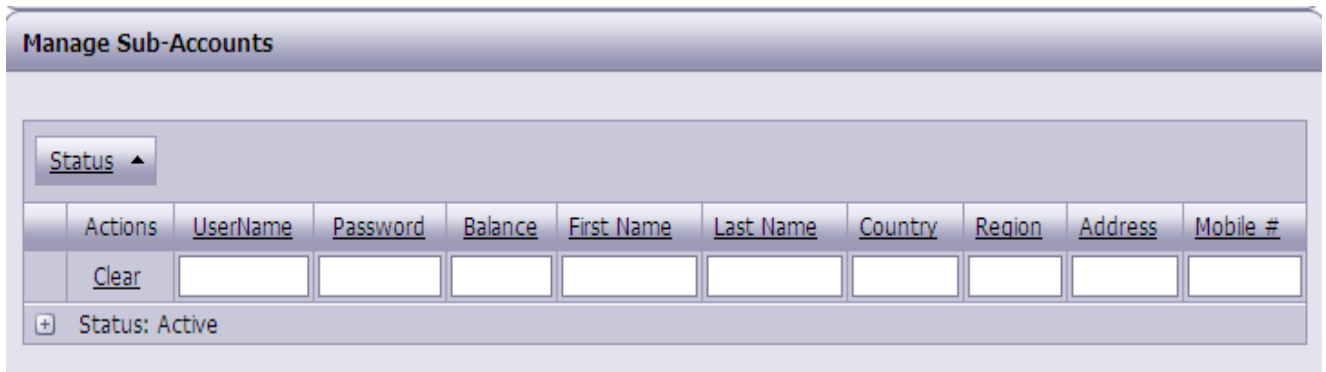 Manage Sub-Accounts
Status
Actions UserName Password Balance First Name Last Name Country Region Address Mobile #
Clear
Status: Active